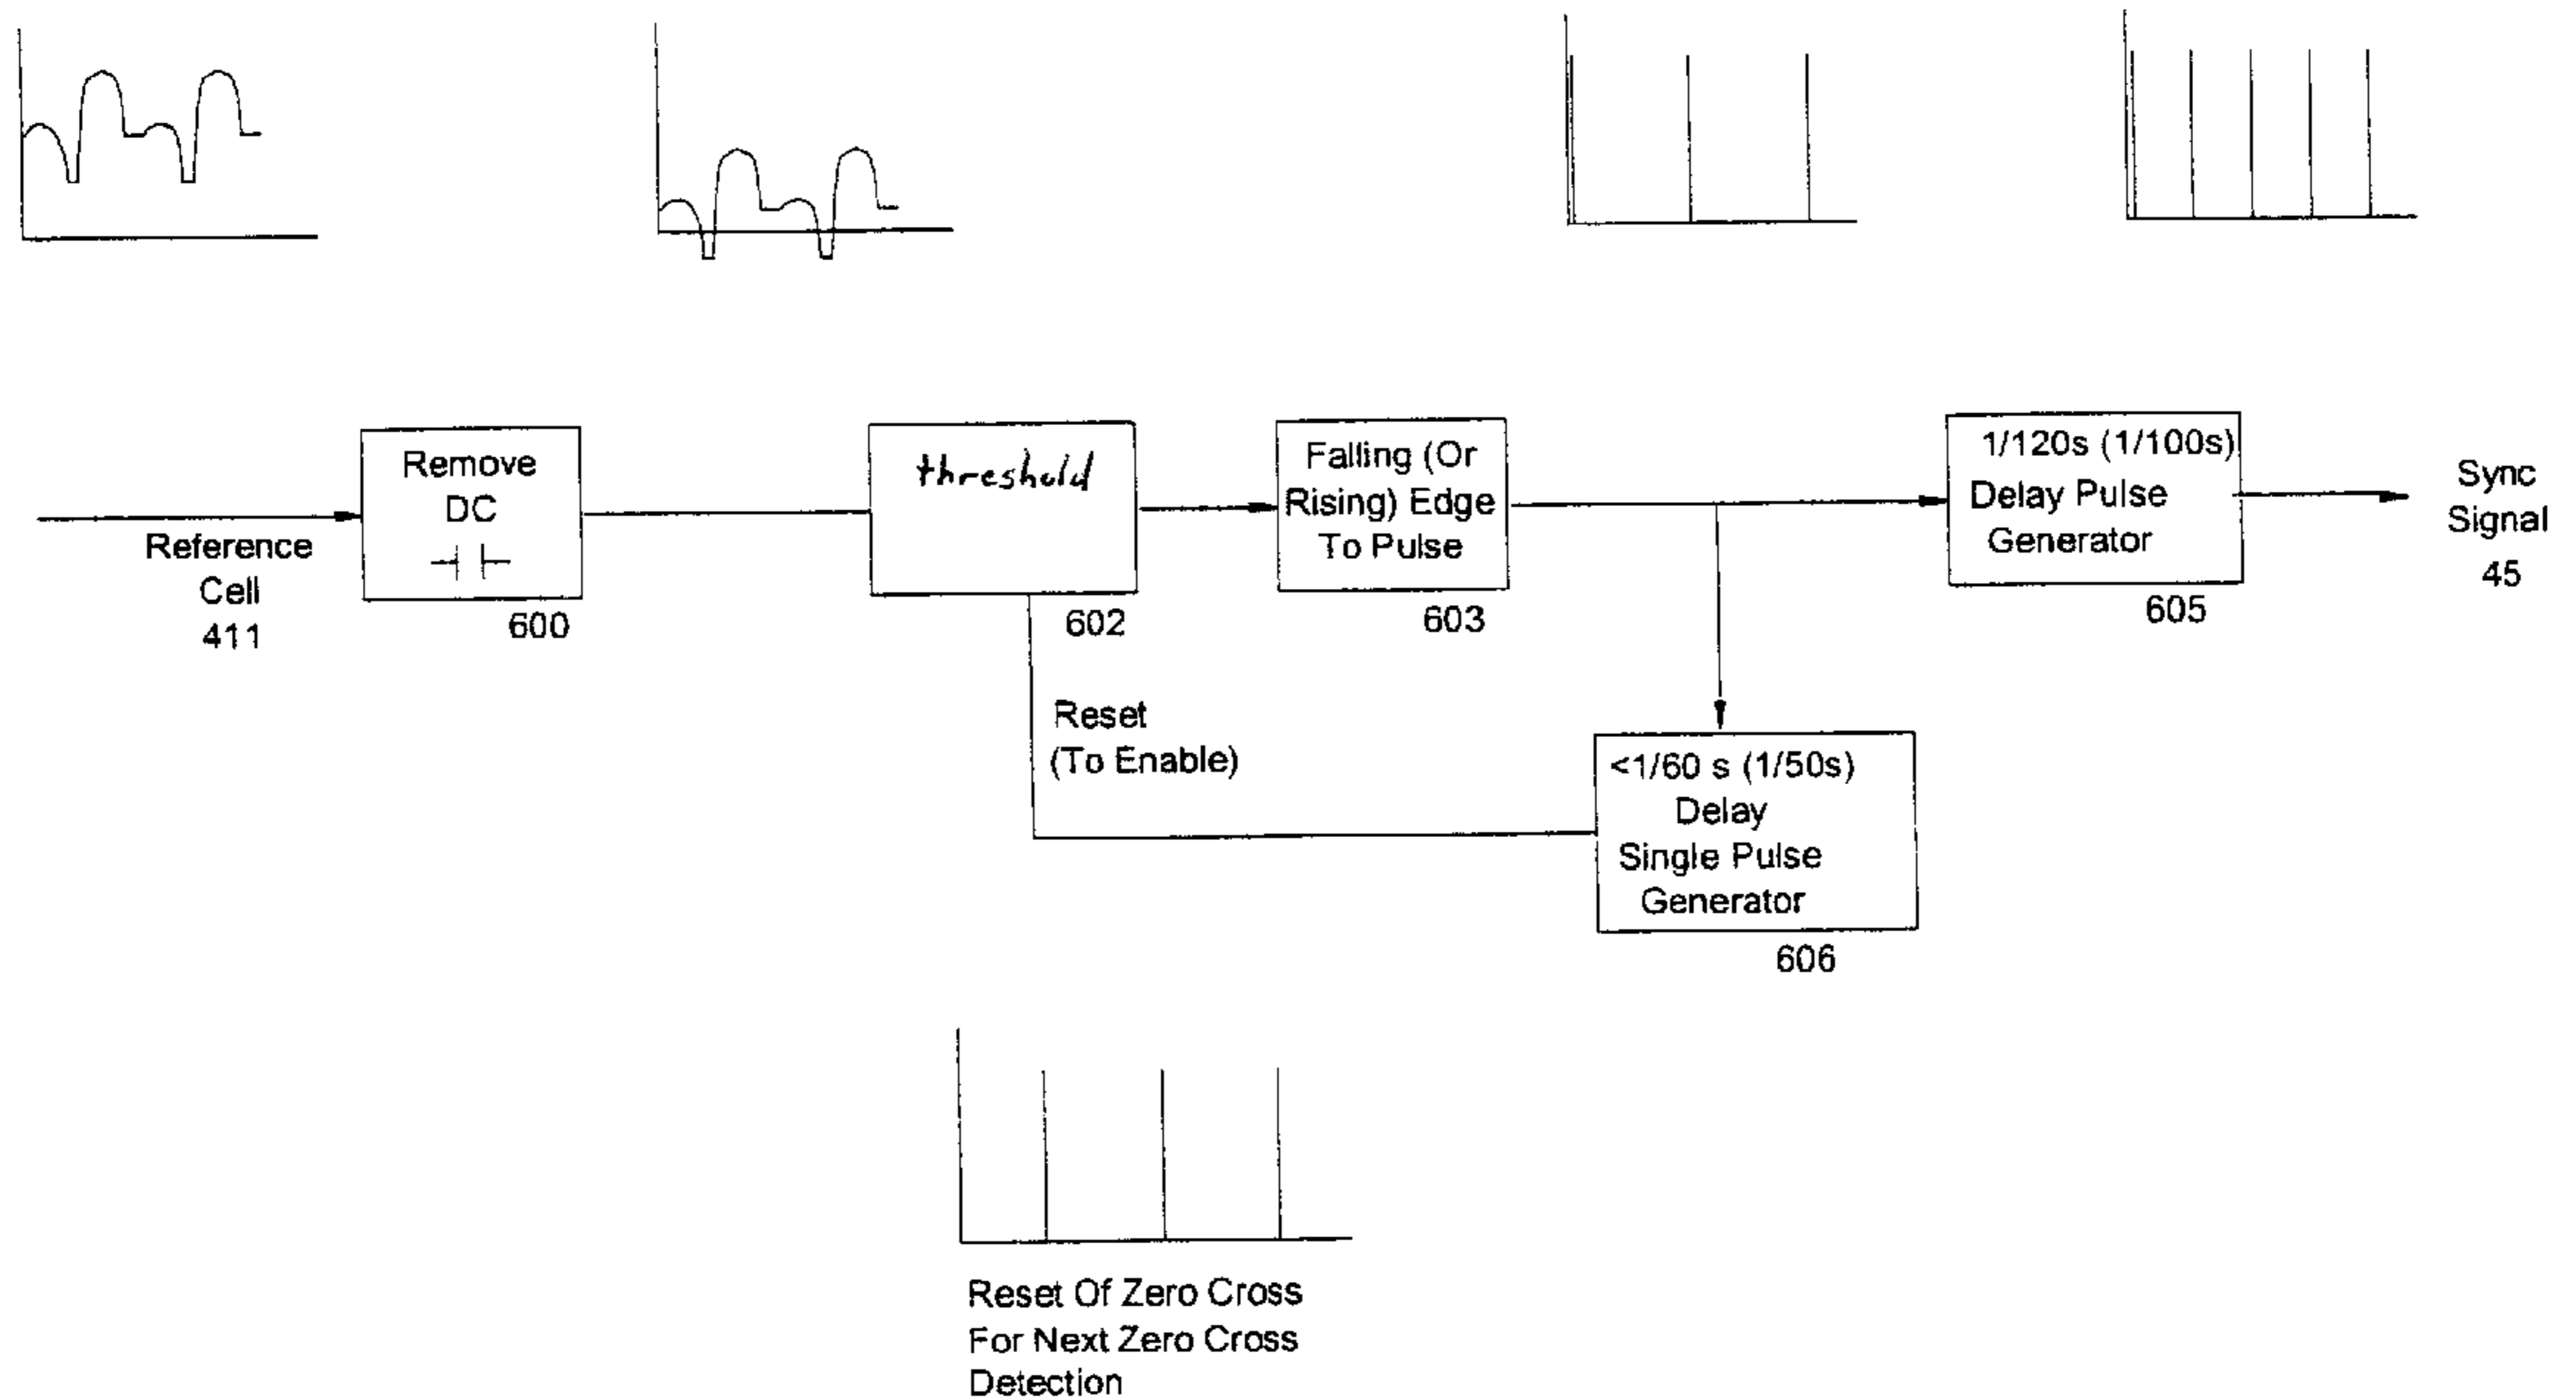 Remove
DC
600
Reference
Cell
411
threshold
602
Falling (Or
Rising) Edge
To Pulse
603
1/120s (1/100s)
Delay Pulse
Generator
605
Sync
Signal
45
Reset
(To Enable)
<1/60 s (1/50s)
Delay
Single Pulse
Generator
606
Reset Of Zero Cross
For Next Zero Cross
Detection